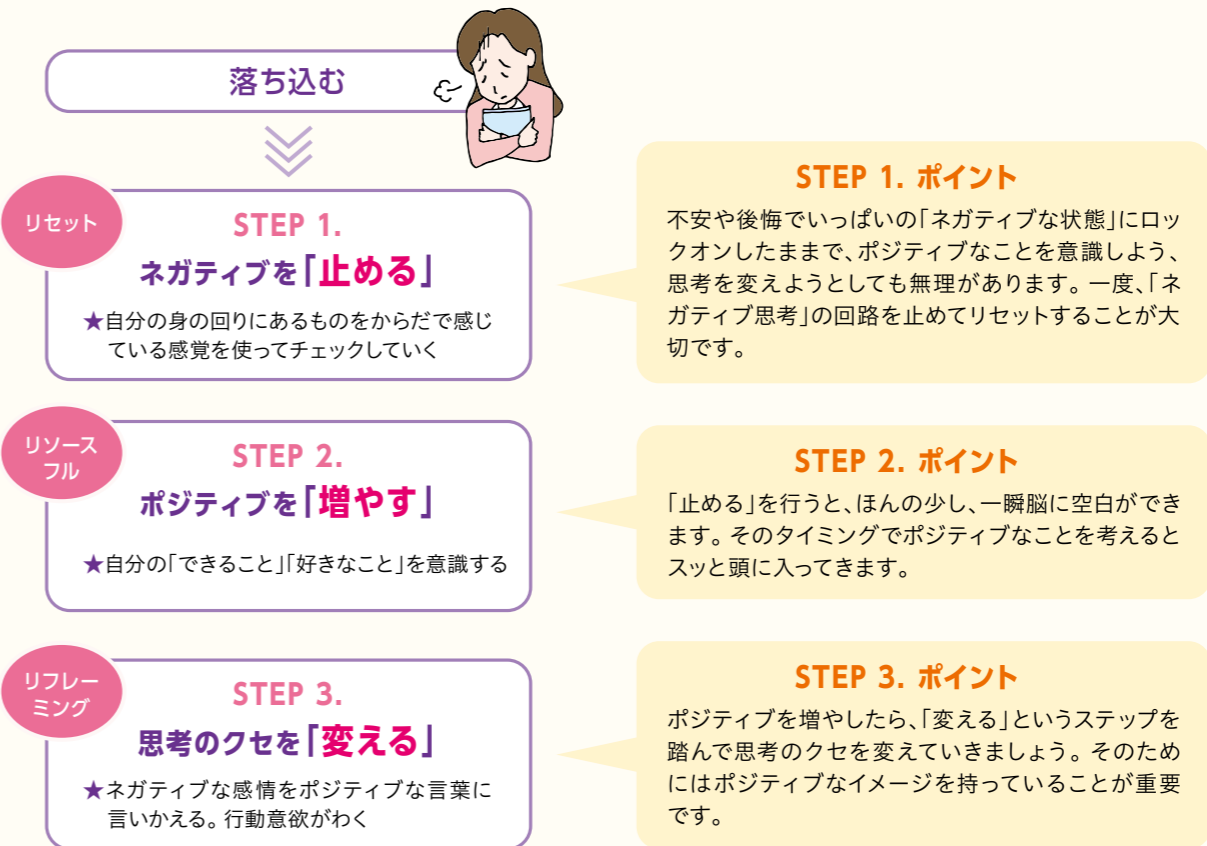 落ち込む
リセット
STEP 1.
ネガティブを「止める」
★自分の身の回りにあるものをからだで感じ
ている感覚を使ってチェックしていく
STEP 1. ポイント
不安や後悔でいっぱいの「ネガティブな状態」にロッ
クオンしたままで、ポジティブなことを意識しよう、
思考を変えようとしても無理があります。一度、「ネ
ガティブ思考」の回路を止めてリセットすることが大
切です。
リソース
フル
STEP 2.
ポジティブを「増やす」
★自分の「できること」「好きなこと」を意識する
STEP 2. ポイント
「止める」を行うと、ほんの少し、一瞬脳に空白ができ
ます。そのタイミングでポジティブなことを考えると
スッと頭に入ってきます。
リフレー
ミング
STEP 3.
思考のクセを「変える」
★ネガティブな感情をポジティブな言葉に
言いかえる。行動意欲がわく
STEP 3. ポイント
ポジティブを増やしたら、「変える」というステップを
踏んで思考のクセを変えていきましょう。そのため
にはポジティブなイメージを持っていることが重要
です。